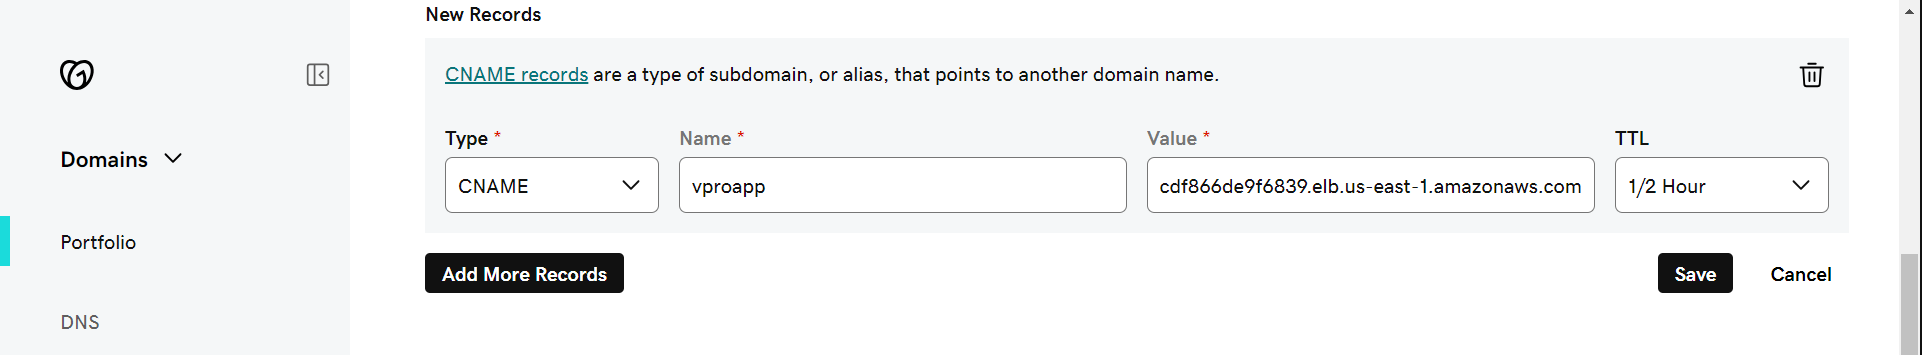 New Records
CNAME records are a type of subdomain, or alias, that points to another domain name.
Domains
Type * Name * Value * TTL
CNAME vproapp cdf866de9f6839.elb.us-east-1.amazonaws.com 1/2 Hour
Portfolio
Add More Records Save Cancel
DNS